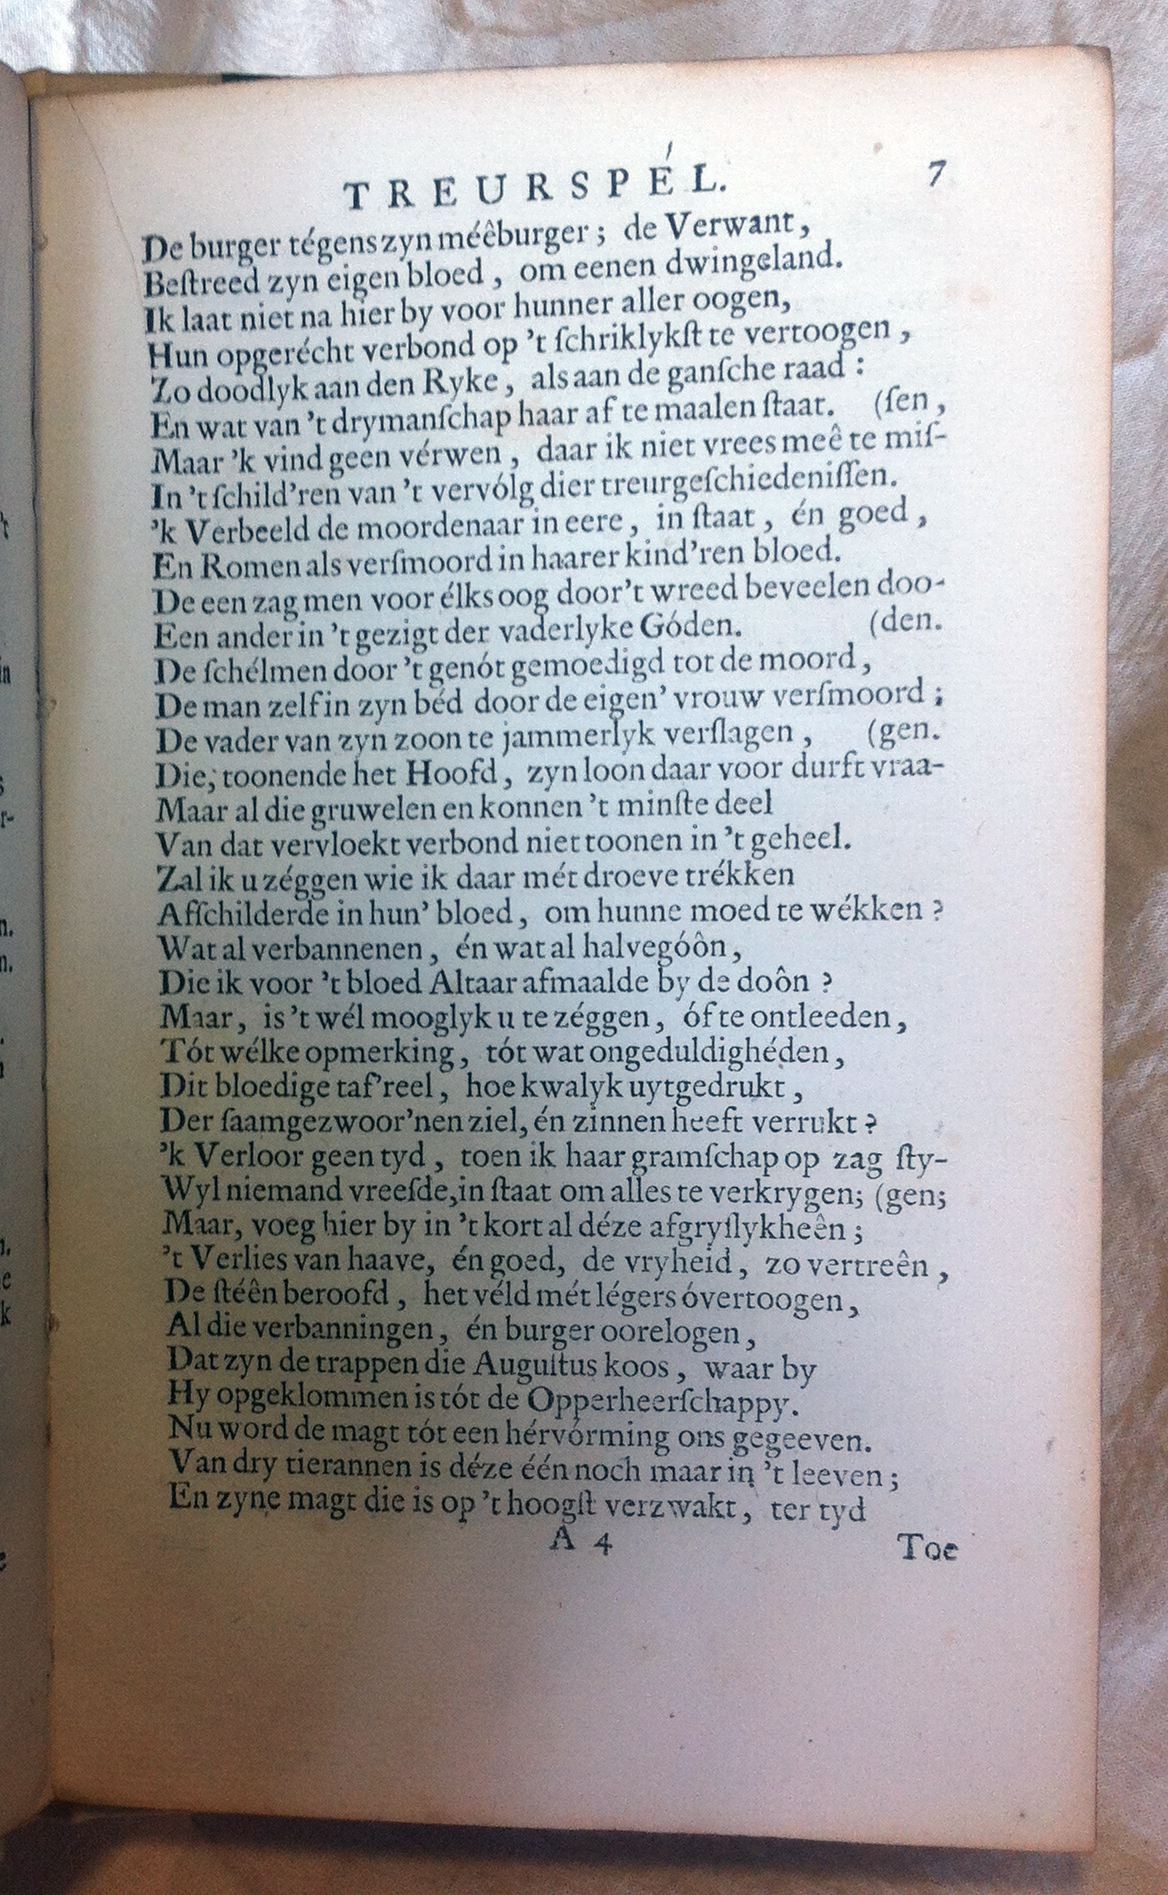 TREURSPÉL. 7
De burger tégens zyn méêburger; de Verwant,
Beſtreed zyn eigen bloed, om eenen dwingeland.
Ik laat niet na hier by voor hunner aller oogen,
Hun opgerécht verbond op 't ſchriklykſt te vertoogen,
Zo doodlyk aan den Ryke, als aan de ganſche raad:
En wat van 't drymanſchap haar af te maalen ſtaat. (ſen,
Maar 'k vind geen vérwen, daar ik niet vrees meê te miſ-
In 't ſchild'ren van 't vervólg dier treurgeſchiedeniſſen.
'k Verbeeld de moordenaar in eere, in ſtaat, én goed,
En Romen als verſmoord in haarer kind'ren bloed.
De een zag men voor élks oog door 't wreed beveelen doo-
Een ander in 't gezigt der vaderlyke Góden. (den.
De ſchélmen door 't genót gemoedigd tot de moord,
De man zelf in zyn béd door de eigen' vrouw verſmoord;
De vader van zyn zoon te jammerlyk verſlagen, (gen.
Die, toonende het Hoofd, zyn loon daar voor durft vraa-
Maar al die gruwelen en konnen 't minſte deel
Van dat vervloekt verbond niet toonen in 't geheel.
Zal ik u zéggen wie ik daar mét droeve trékken
Afſchilderde in hun' bloed, om hunne moed te wékken?
Wat al verbannenen, én wat al halvegóôn,
Die ik voor 't bloed Altaar afmaalde by de doôn?
Maar, is 't wél mooglyk u te zéggen, óf te ontleeden,
Tót wélke opmerking, tót wat ongeduldighéden,
Dit bloedige taf'reel, hoe kwalyk uytgedrukt,
Der ſaamgezwoor'nen ziel, én zinnen heeft verrukt?
'k Verloor geen tyd, toen ik haar gramſchap op zag ſty-
Wyl niemand vreeſde, in ſtaat om alles te verkrygen; (gen;
Maar, voeg hier by in 't kort al déze afgryſlykheên;
't Verlies van haave, én goed, de vryheid, zo vertreên,
De ſtéên beroofd, het véld mét légers óvertoogen,
Al die verbanningen, én burger oorelogen,
Dat zyn de trappen die Auguſtus koos, waar by
Hy opgeklommen is tót de Opperheerſchappy.
Nu word de magt tót een hérvórming ons gegeeven.
Van dry tierannen is déze één noch maar in 't leeven;
En zyne magt die is op 't hoogſt verzwakt, ter tyd
A 4 Toe